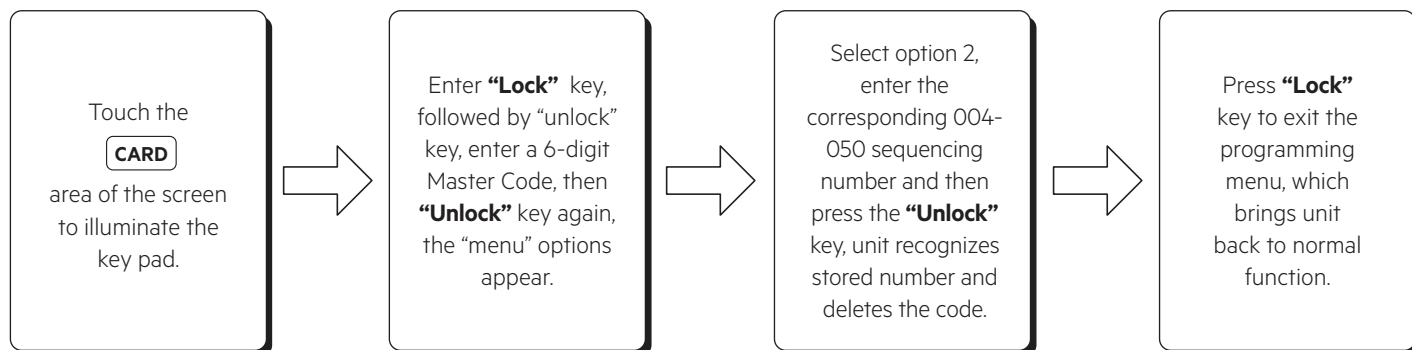 Touch the
CARD
area of the screen
to illuminate the
key pad.
Enter “Lock” key,
followed by “unlock”
key, enter a 6-digit
Master Code, then
“Unlock” key again,
the “menu” options
appear.
Select option 2,
enter the
corresponding 004-
050 sequencing
number and then
press the “Unlock”
key, unit recognizes
stored number and
deletes the code.
Press “Lock”
key to exit the
programming
menu, which
brings unit
back to normal
function.